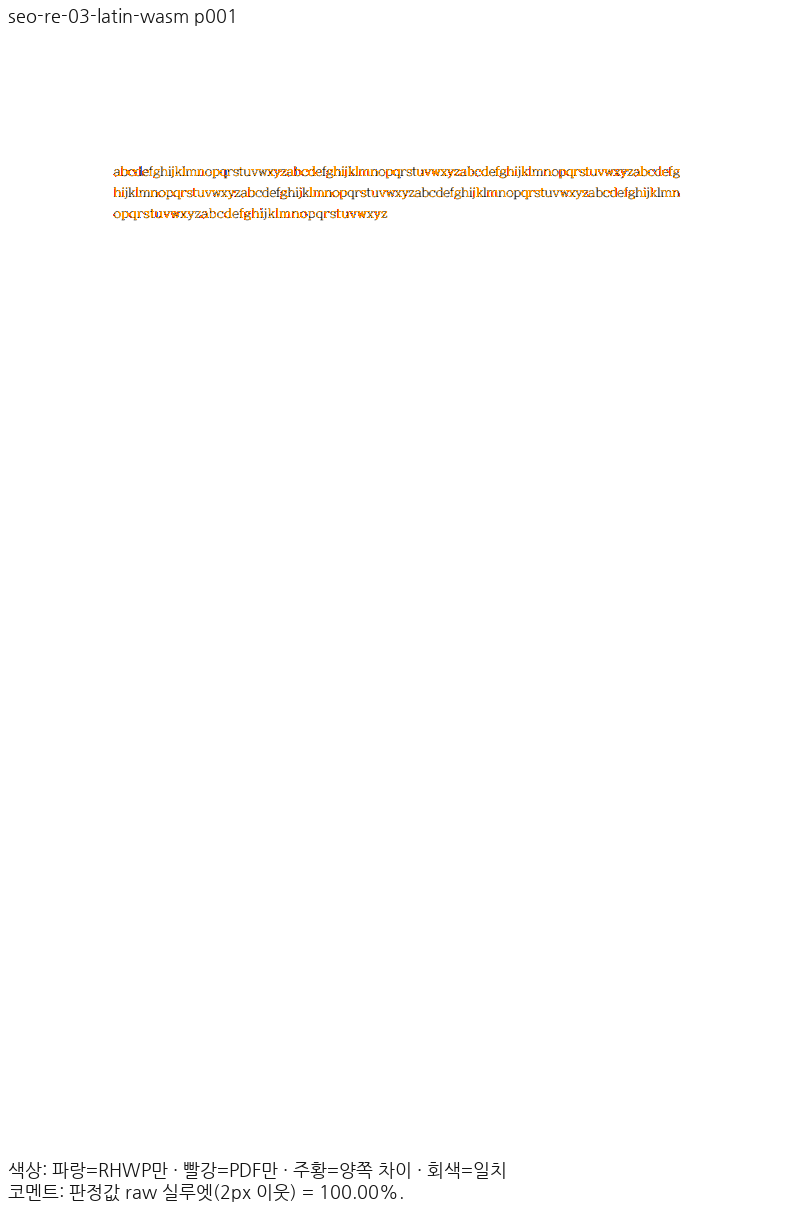 seo-re-03-latin-wasm p001
abcdefghijklmnopqrstuvwxyzabcdefghijklmnopqrstuvwxyzabcdefghijklmnopqrstuvwxyzabcdefg
hijklmnopqrstuvwxyzabcdefghijklmnopqrstuvwxyzabcdefghijklmnopqrstuvwxyzabcdefghijklmn
opqrstuvwxyzabcdefghijklmnopqrstuvwxyz
색상: 파랑=RHWP만 · 빨강=PDF만 · 주황=양쪽 차이 · 회색=일치
코멘트: 판정값 raw 실루엣(2px 이웃) = 100.00%.